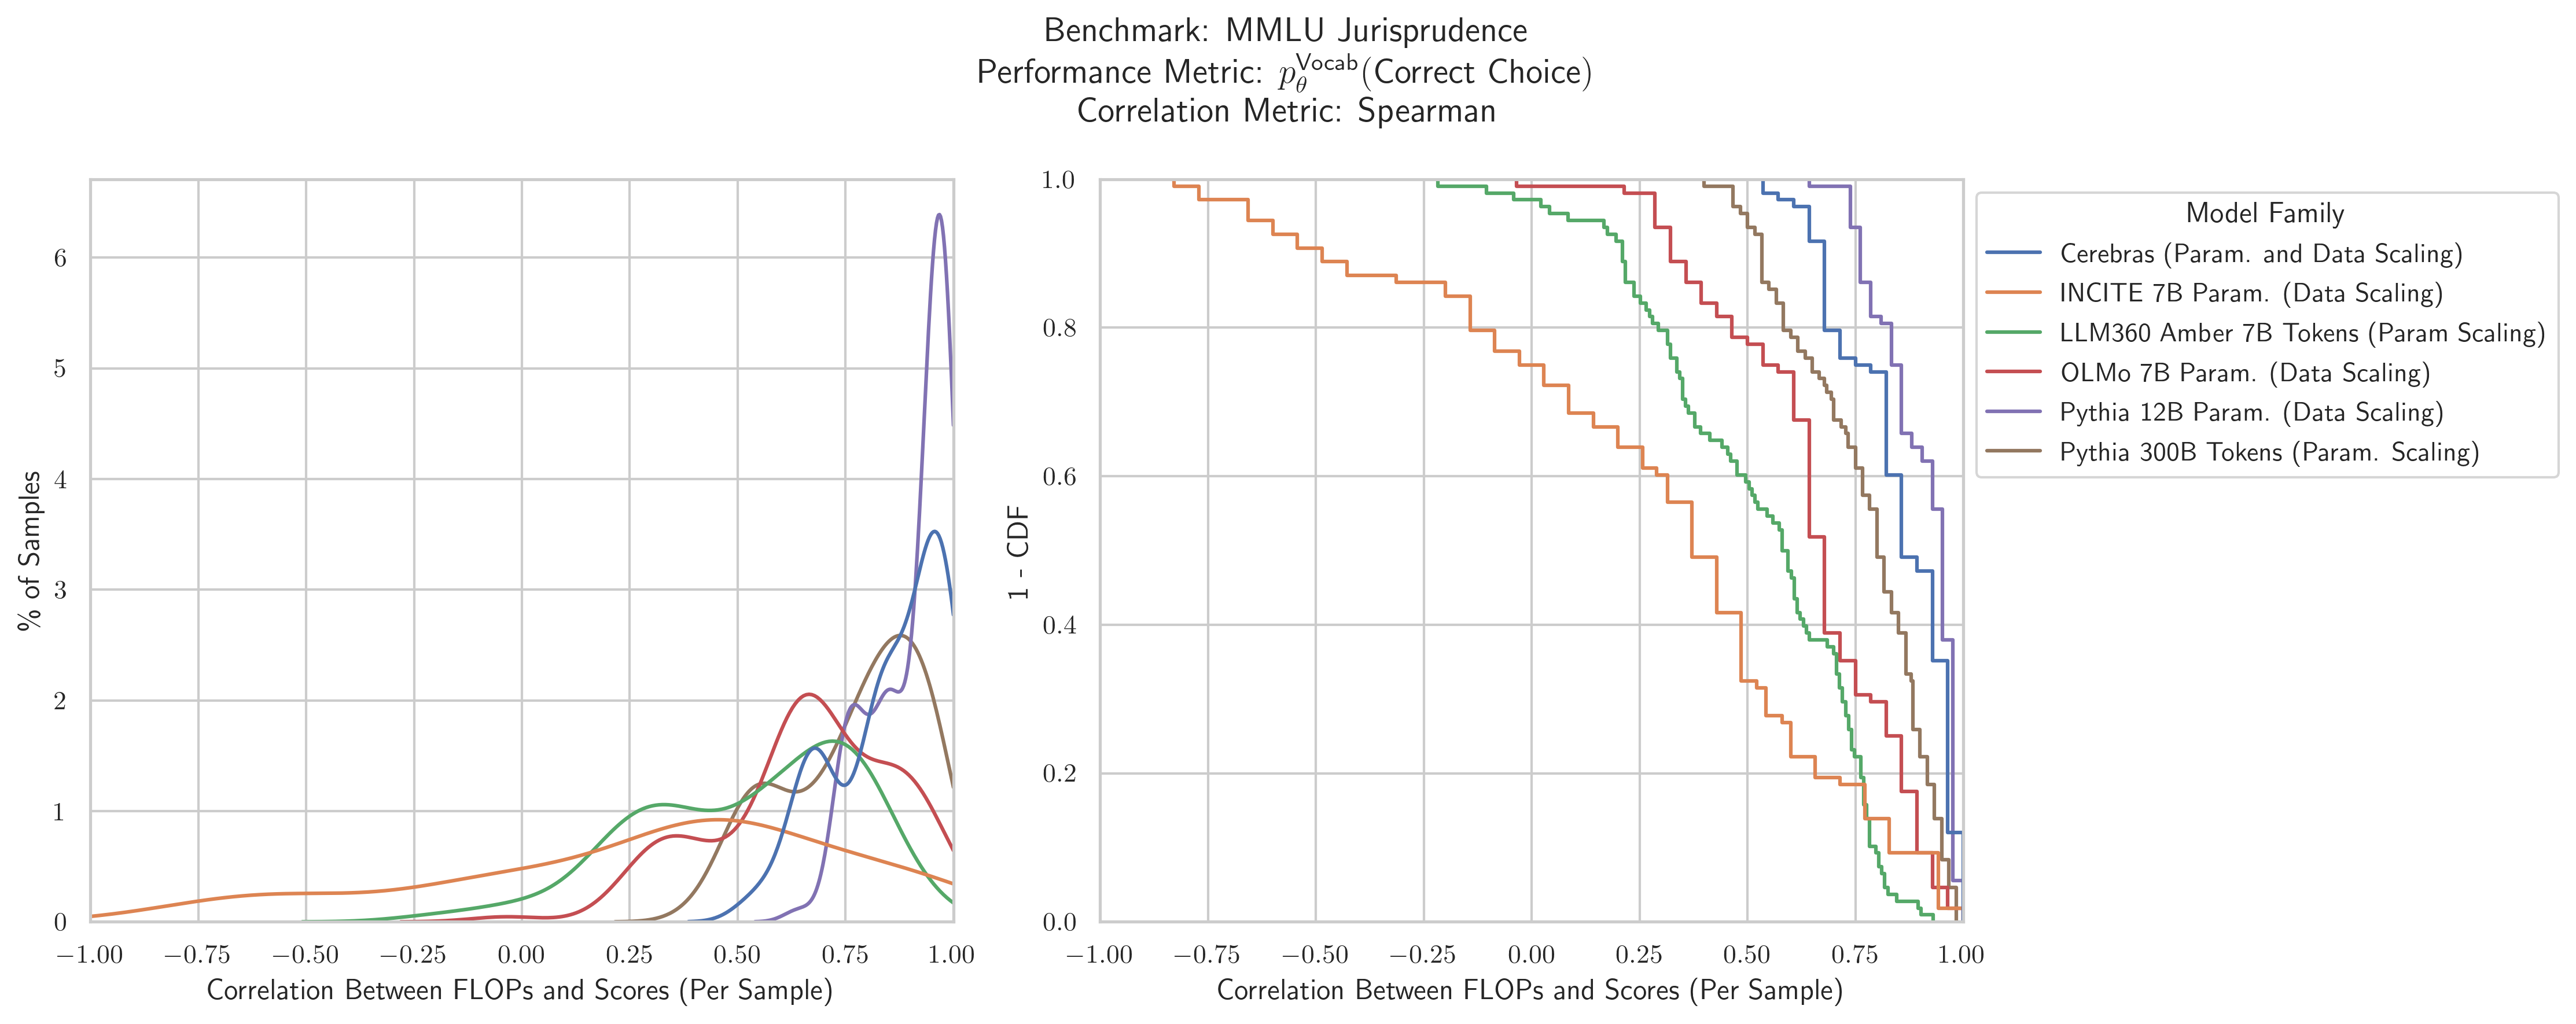 Benchmark: MMLU Jurisprudence
Performance Metric: $p_\theta^{\text{Vocab}}$(Correct Choice)
Correlation Metric: Spearman
% of Samples
6
5
4
3
2
1
0
−1.00 −0.75 −0.50 −0.25 0.00 0.25 0.50 0.75 1.00
Correlation Between FLOPs and Scores (Per Sample)
1 - CDF
1.0
0.8
0.6
0.4
0.2
0.0
−1.00 −0.75 −0.50 −0.25 0.00 0.25 0.50 0.75 1.00
Correlation Between FLOPs and Scores (Per Sample)
Model Family
Cerebras (Param. and Data Scaling)
INCITE 7B Param. (Data Scaling)
LLM360 Amber 7B Tokens (Param Scaling)
OLMo 7B Param. (Data Scaling)
Pythia 12B Param. (Data Scaling)
Pythia 300B Tokens (Param. Scaling)